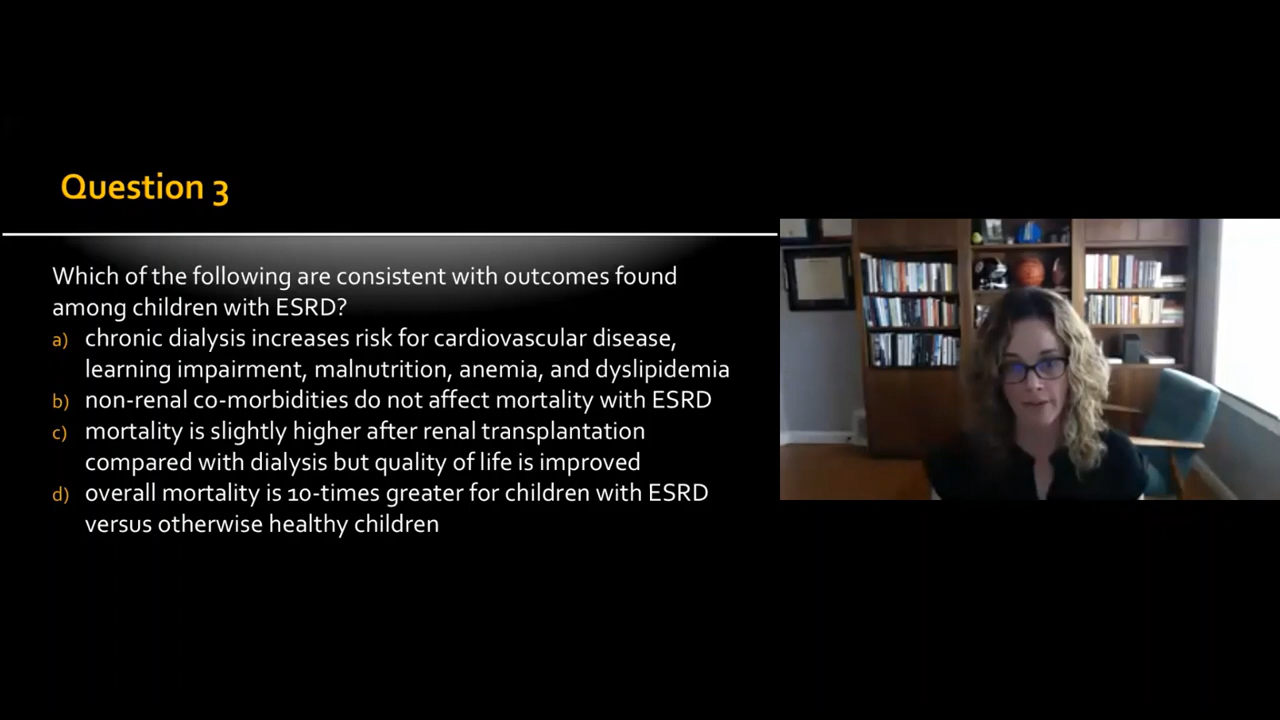 Question 3
Which of the following are consistent with outcomes found
among children with ESRD?
a) chronic dialysis increases risk for cardiovascular disease,
learning impairment, malnutrition, anemia, and dyslipidemia
b) non-renal co-morbidities do not affect mortality with ESRD
c) mortality is slightly higher after renal transplantation
compared with dialysis but quality of life is improved
d) overall mortality is 10-times greater for children with ESRD
versus otherwise healthy children